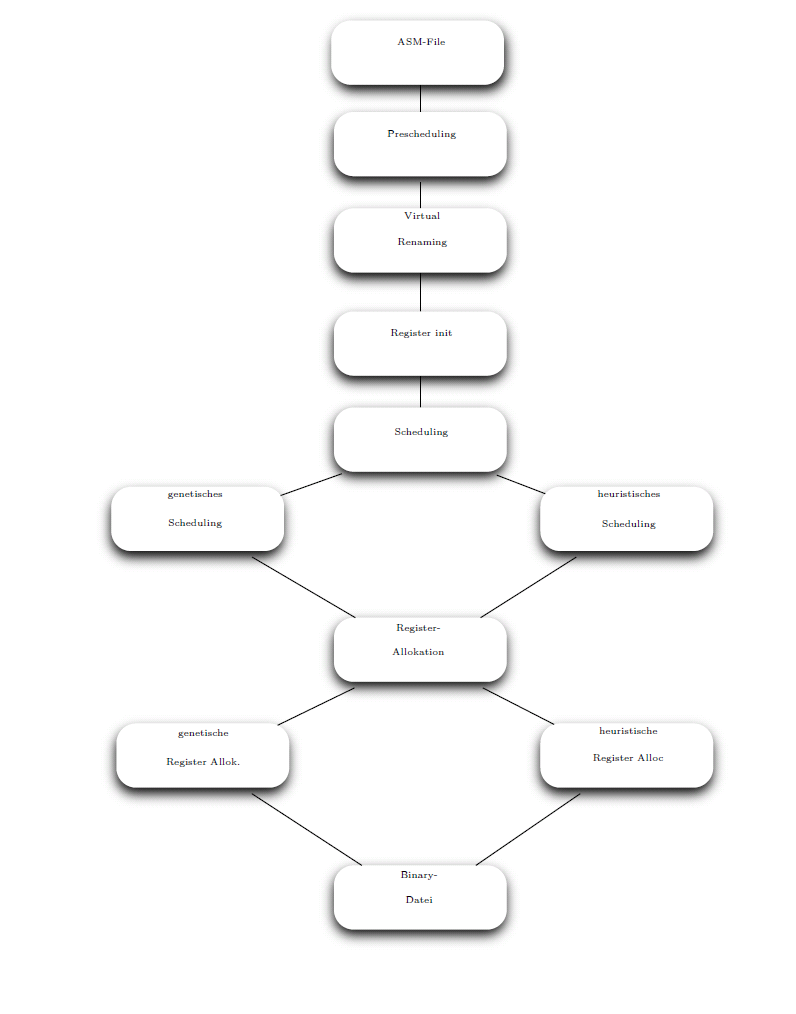 ASM-File
Prescheduling
Virtual
Renaming
Register init
Scheduling
genetisches
Scheduling
heuristisches
Scheduling
Register-
Allokation
genetische
Register Allok.
heuristische
Register Alloc
Binary-
Datei